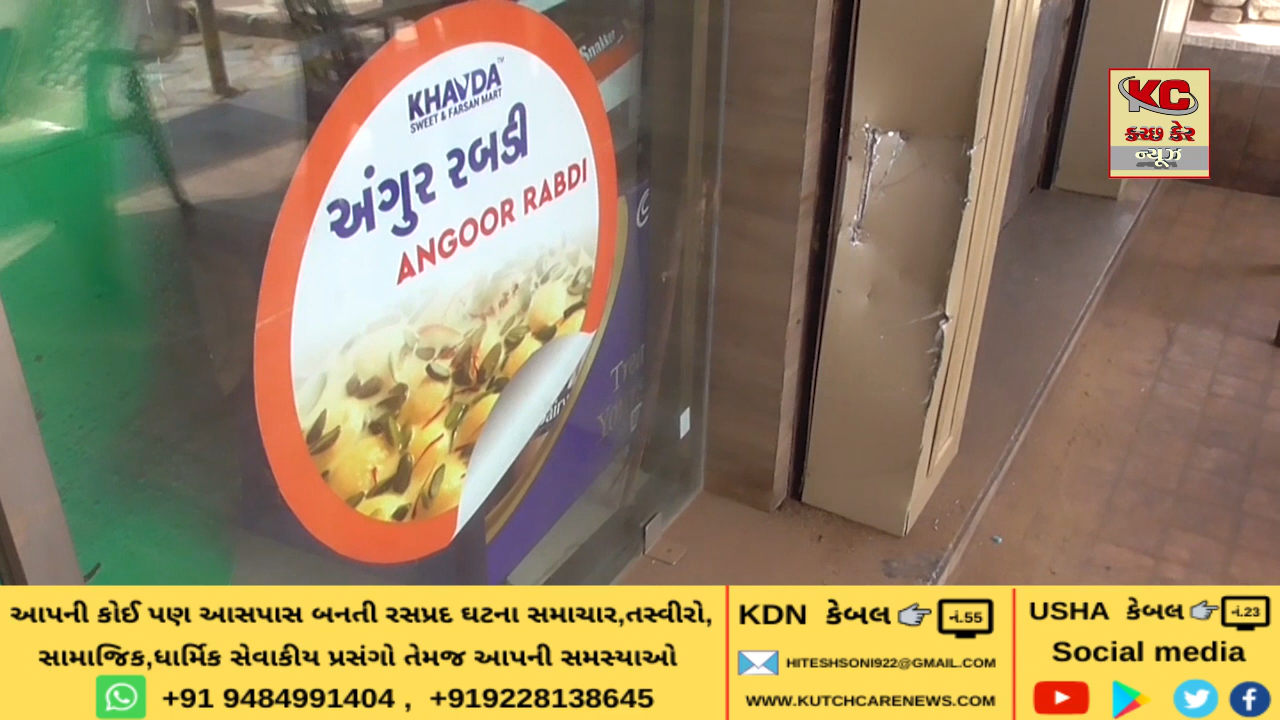 KHAVDA™
SWEET & FARSAN MART
અંગુર રબડી
ANGOOR RABDI
KC
કચ્છ કેર
ન્યૂઝ
આપની કોઈ પણ આસપાસ બનતી રસપ્રદ ઘટના સમાચાર,તસ્વીરો,
સામાજિક,ધાર્મિક સેવાકીય પ્રસંગો તેમજ આપની સમસ્યાઓ
+91 9484991404 , +919228138645
KDN કેબલ નં.55
HITESHSONI922@GMAIL.COM
WWW.KUTCHCARENEWS.COM
USHA કેબલ નં.23
Social media